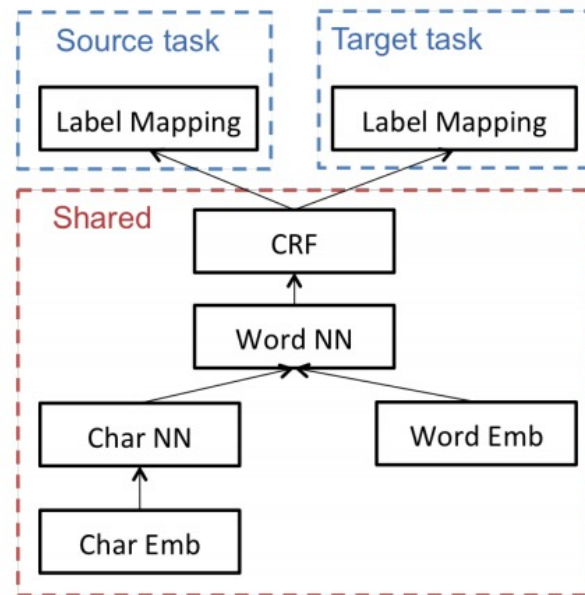 Source task
Target task
Label Mapping
Label Mapping
Shared
CRF
Word NN
Char NN
Word Emb
Char Emb